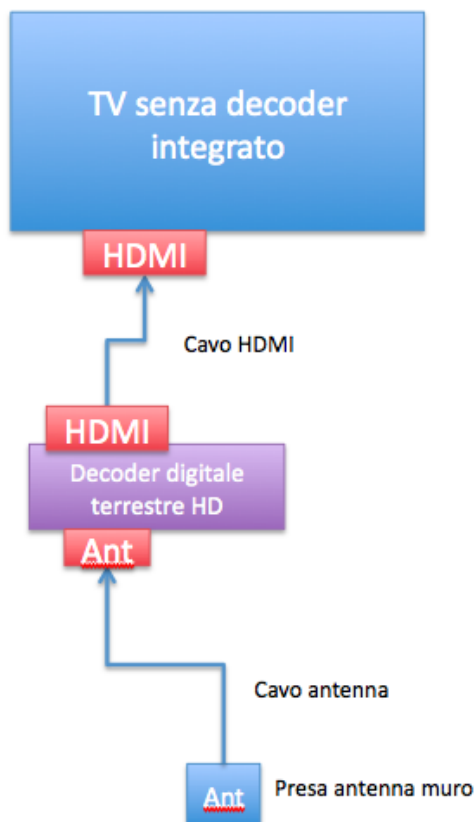 TV senza decoder
integrato
HDMI
Cavo HDMI
HDMI
Decoder digitale
terrestre HD
Ant
Cavo antenna
Ant
Presa antenna muro